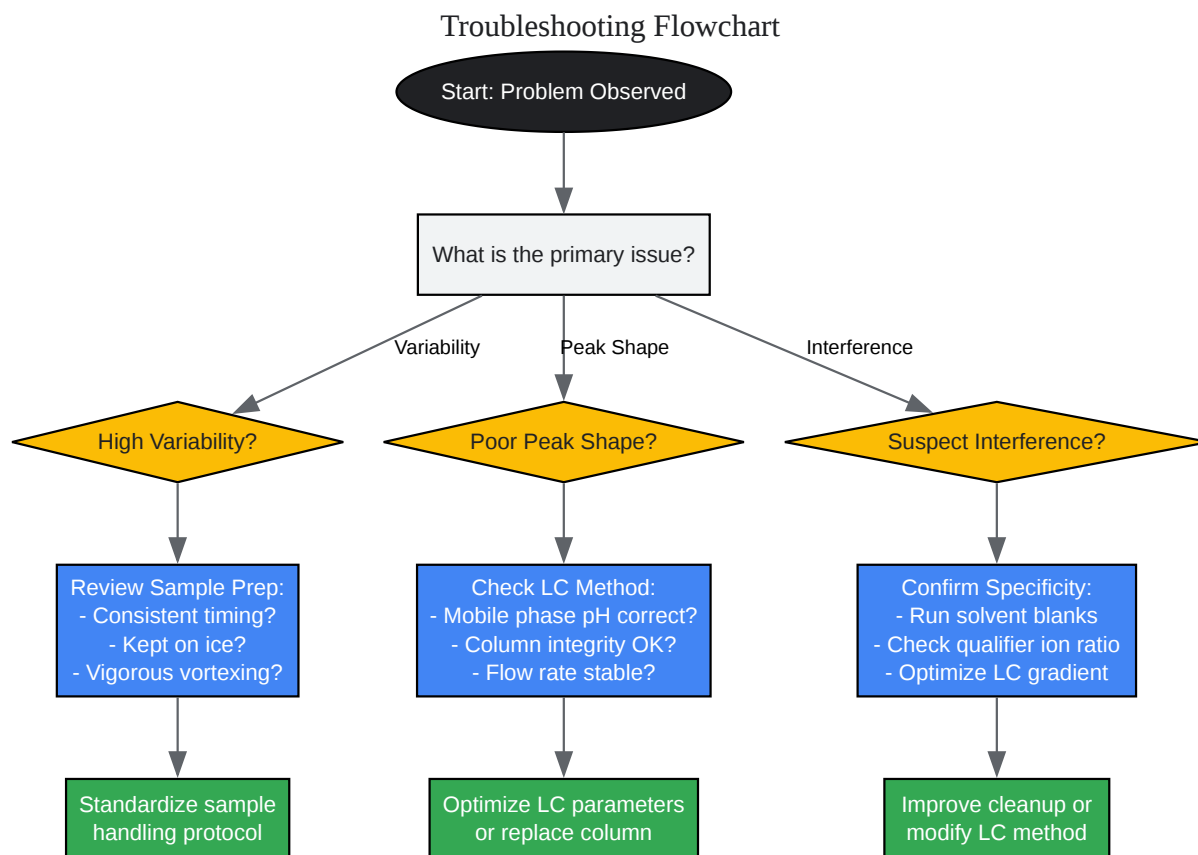 Troubleshooting Flowchart
Start: Problem Observed
What is the primary issue?
Variability
Peak Shape
Interference
High Variability?
Poor Peak Shape?
Suspect Interference?
Review Sample Prep:
- Consistent timing?
- Kept on ice?
- Vigorous vortexing?
Check LC Method:
- Mobile phase pH correct?
- Column integrity OK?
- Flow rate stable?
Confirm Specificity:
- Run solvent blanks
- Check qualifier ion ratio
- Optimize LC gradient
Standardize sample
handling protocol
Optimize LC parameters
or replace column
Improve cleanup or
modify LC method